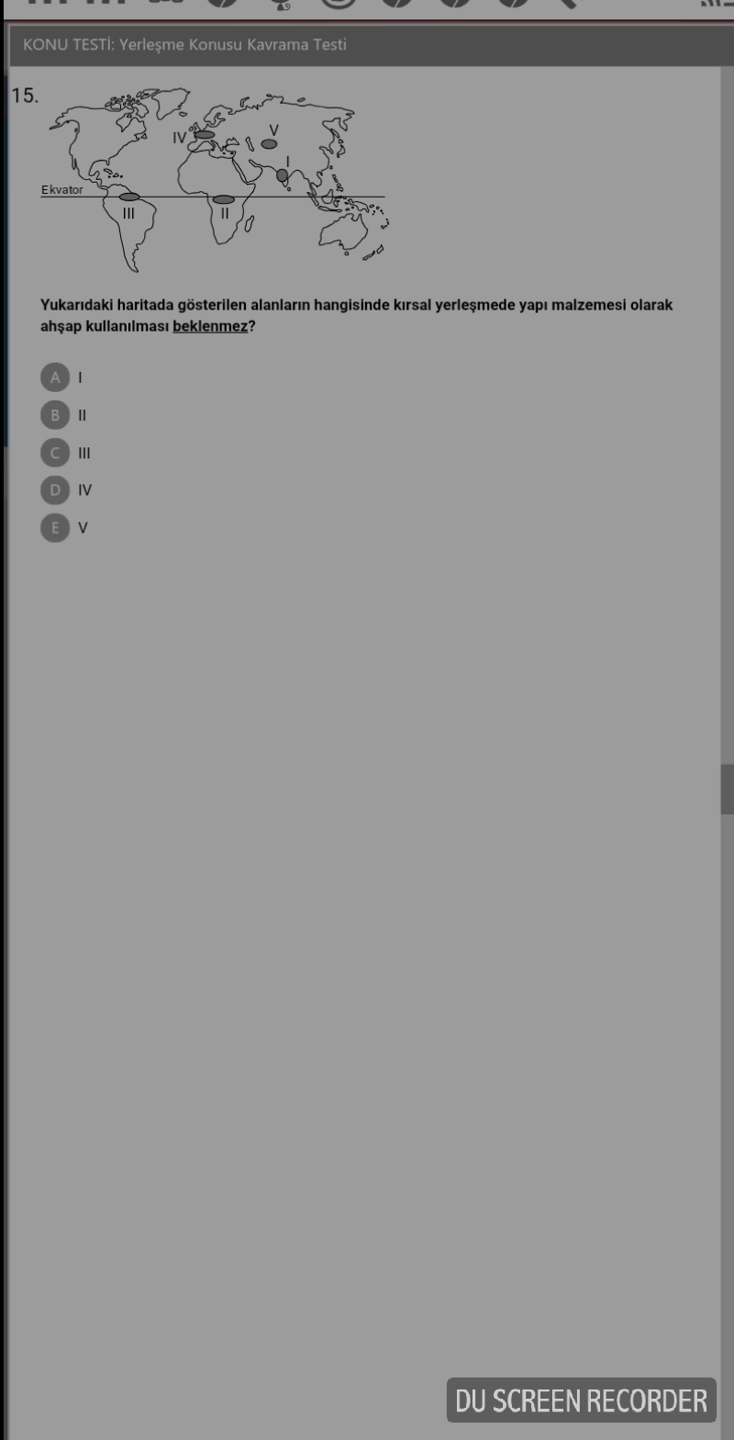 KONU TESTİ: Yerleşme Konusu Kavrama Testi
15.
IV
V
I
Ekvator
III
II
Yukarıdaki haritada gösterilen alanların hangisinde kırsal yerleşmede yapı malzemesi olarak
ahşap kullanılması beklenmez?
A I
B II
C III
D IV
E V
DU SCREEN RECORDER